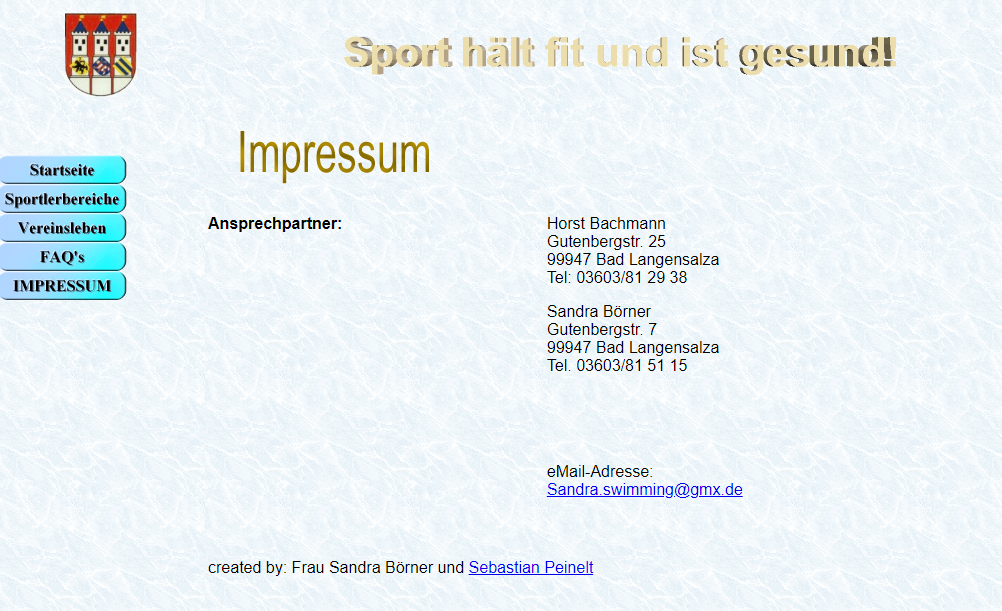 Sport hält fit und ist gesund!
Impressum
Startseite
Sportlerbereiche
Vereinsleben
FAQ's
IMPRESSUM
Ansprechpartner:
Horst Bachmann
Gutenbergstr. 25
99947 Bad Langensalza
Tel: 03603/81 29 38
Sandra Börner
Gutenbergstr. 7
99947 Bad Langensalza
Tel. 03603/81 51 15
eMail-Adresse:
Sandra.swimming@gmx.de
created by: Frau Sandra Börner und Sebastian Peinelt